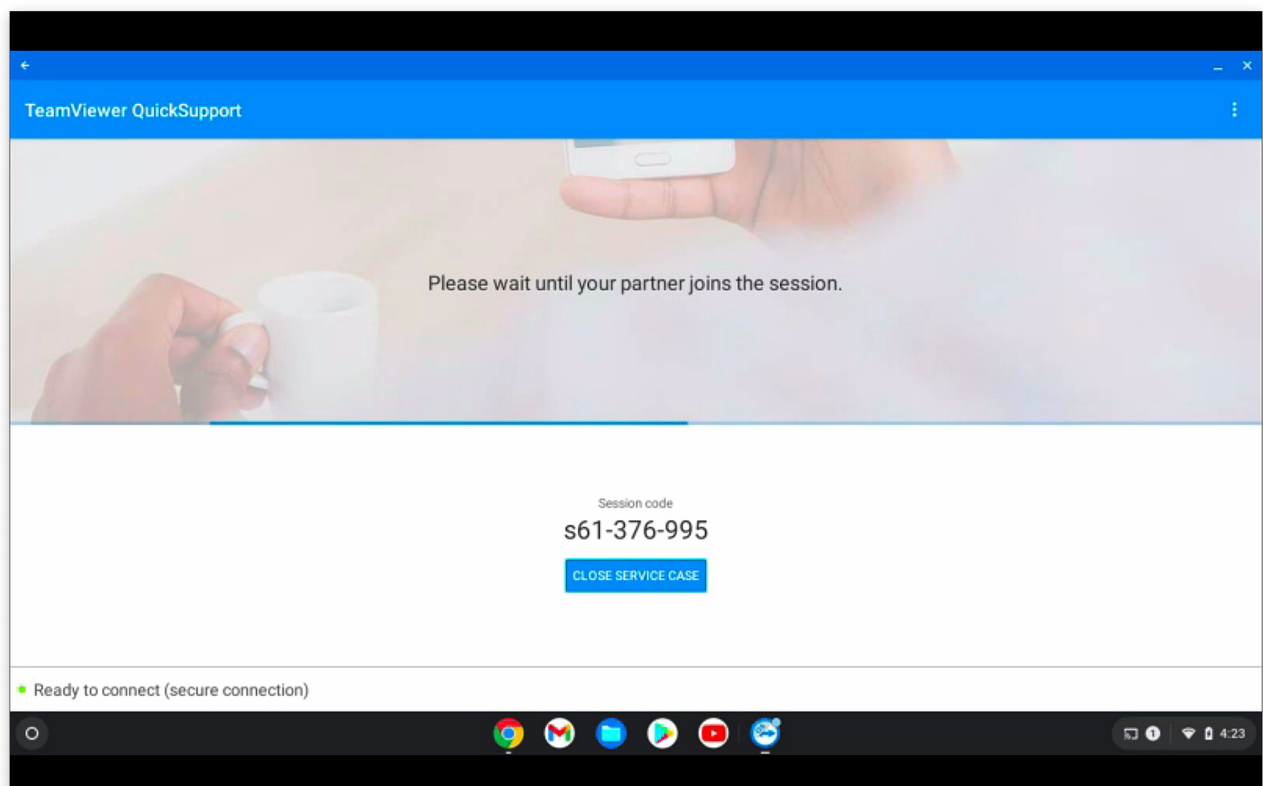 TeamViewer QuickSupport
Please wait until your partner joins the session.
Session code
s61-376-995
CLOSE SERVICE CASE
Ready to connect (secure connection)
1
4:23